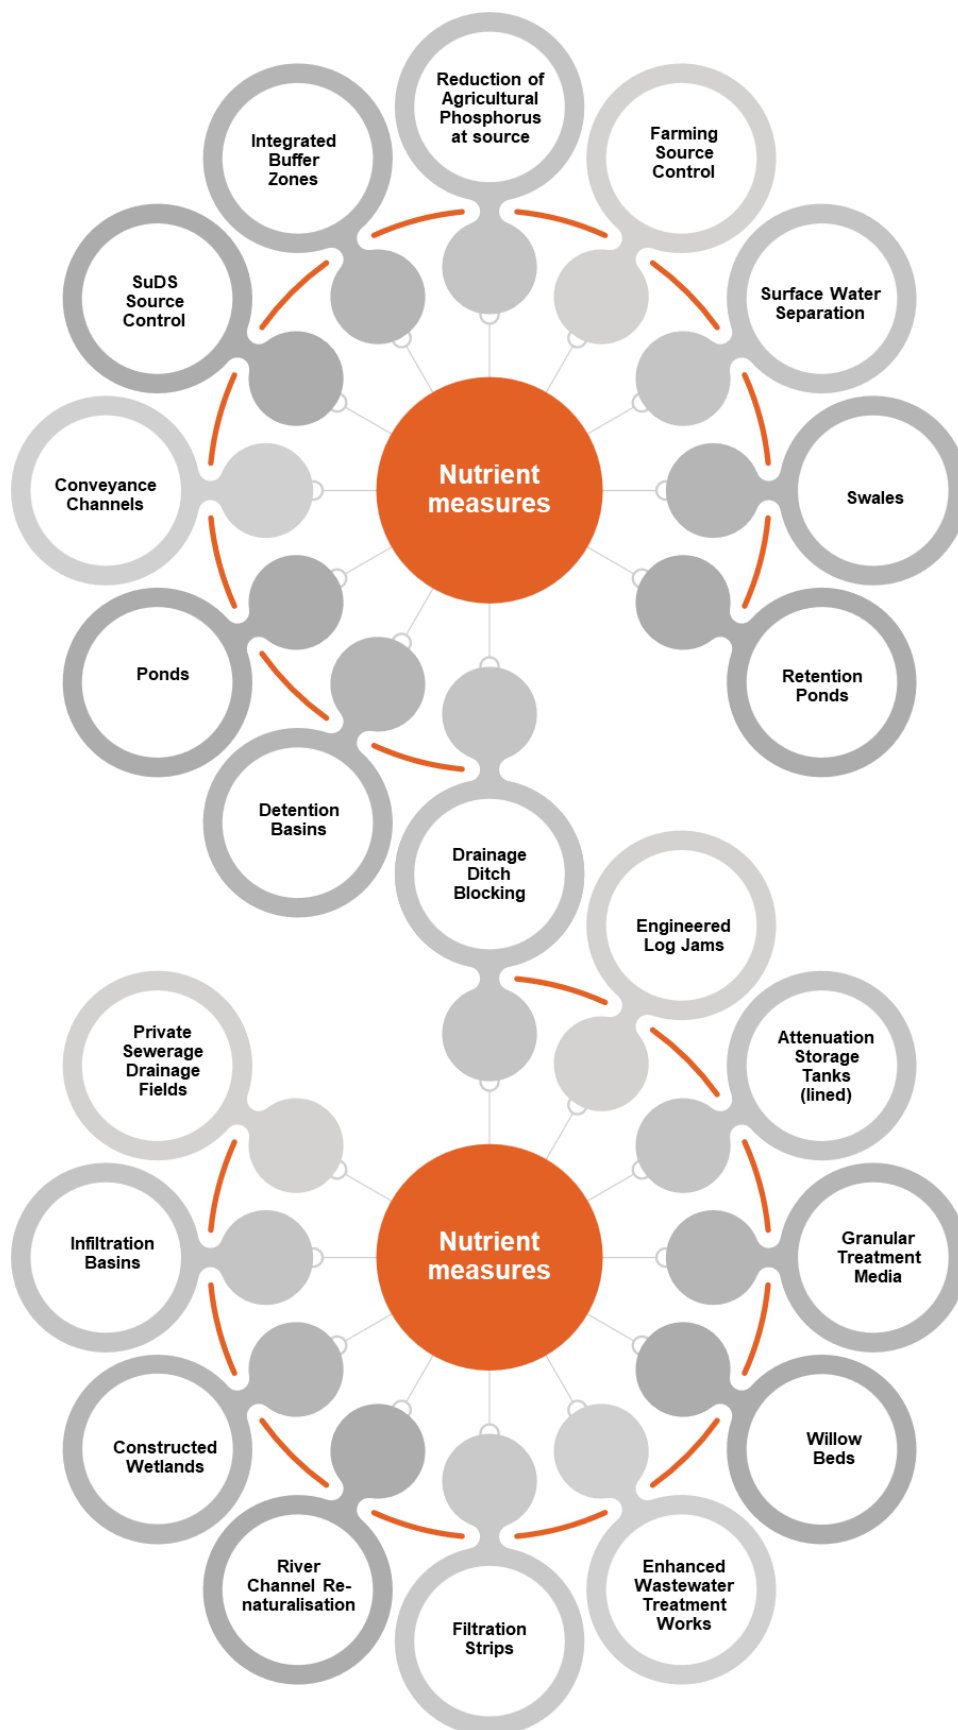 Reduction of
Agricultural
Phosphorus
at source
Integrated
Buffer
Zones
Farming
Source
Control
SuDS
Source
Control
Surface Water
Separation
Conveyance
Channels
Nutrient
measures
Swales
Ponds
Retention
Ponds
Detention
Basins
Drainage
Ditch
Blocking
Engineered
Log Jams
Private
Sewerage
Drainage
Fields
Attenuation
Storage
Tanks
(lined)
Infiltration
Basins
Nutrient
measures
Granular
Treatment
Media
Constructed
Wetlands
Willow
Beds
River
Channel Re-
naturalisation
Filtration
Strips
Enhanced
Wastewater
Treatment
Works